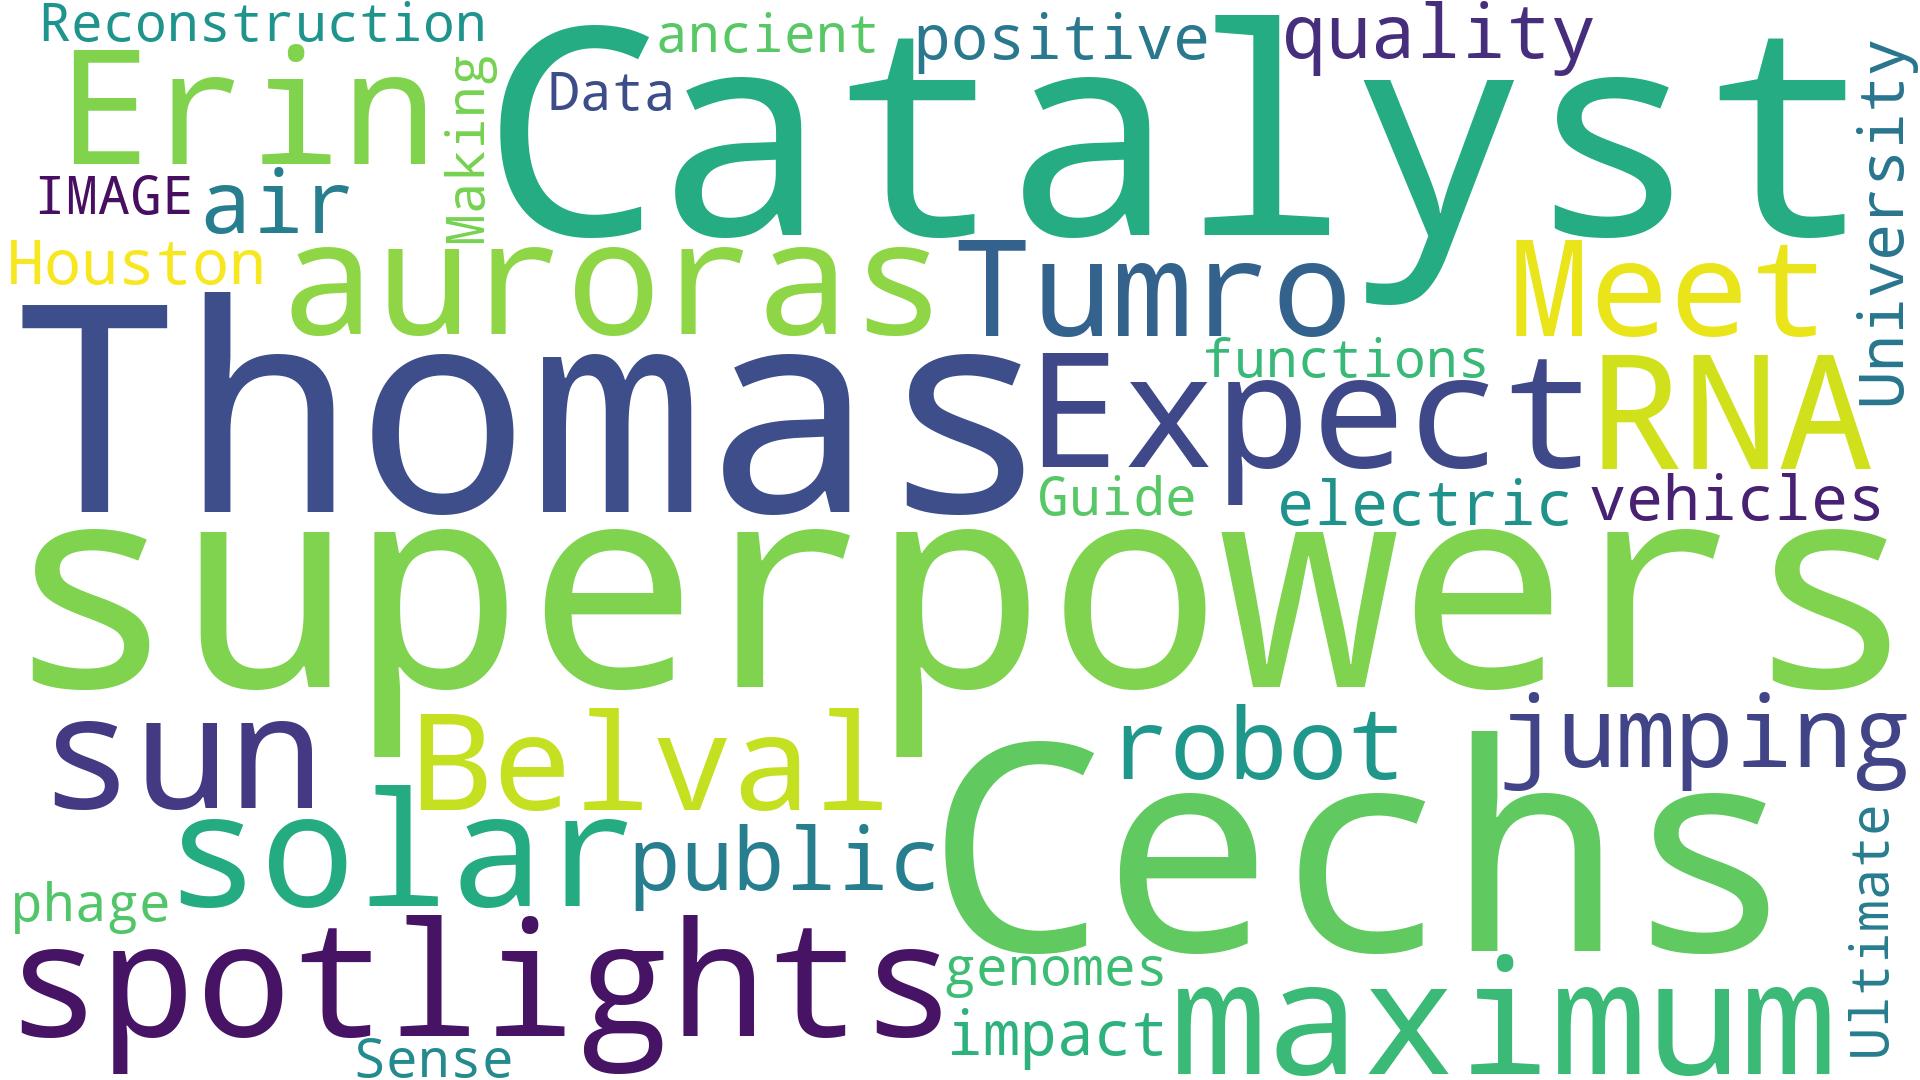 Reconstruction
ancient
positive
quality
Erin
Making
Data
Catalyst
University
IMAGE
air
Houston
auroras
Tumro
Meet
Thomas
functions
Expect
RNA
Guide
electric
vehicles
superpowers
sun
Belval
robot
jumping
solar
public
Cechs
Ultimate
phage
spotlights
genomes
maximum
impact
Sense